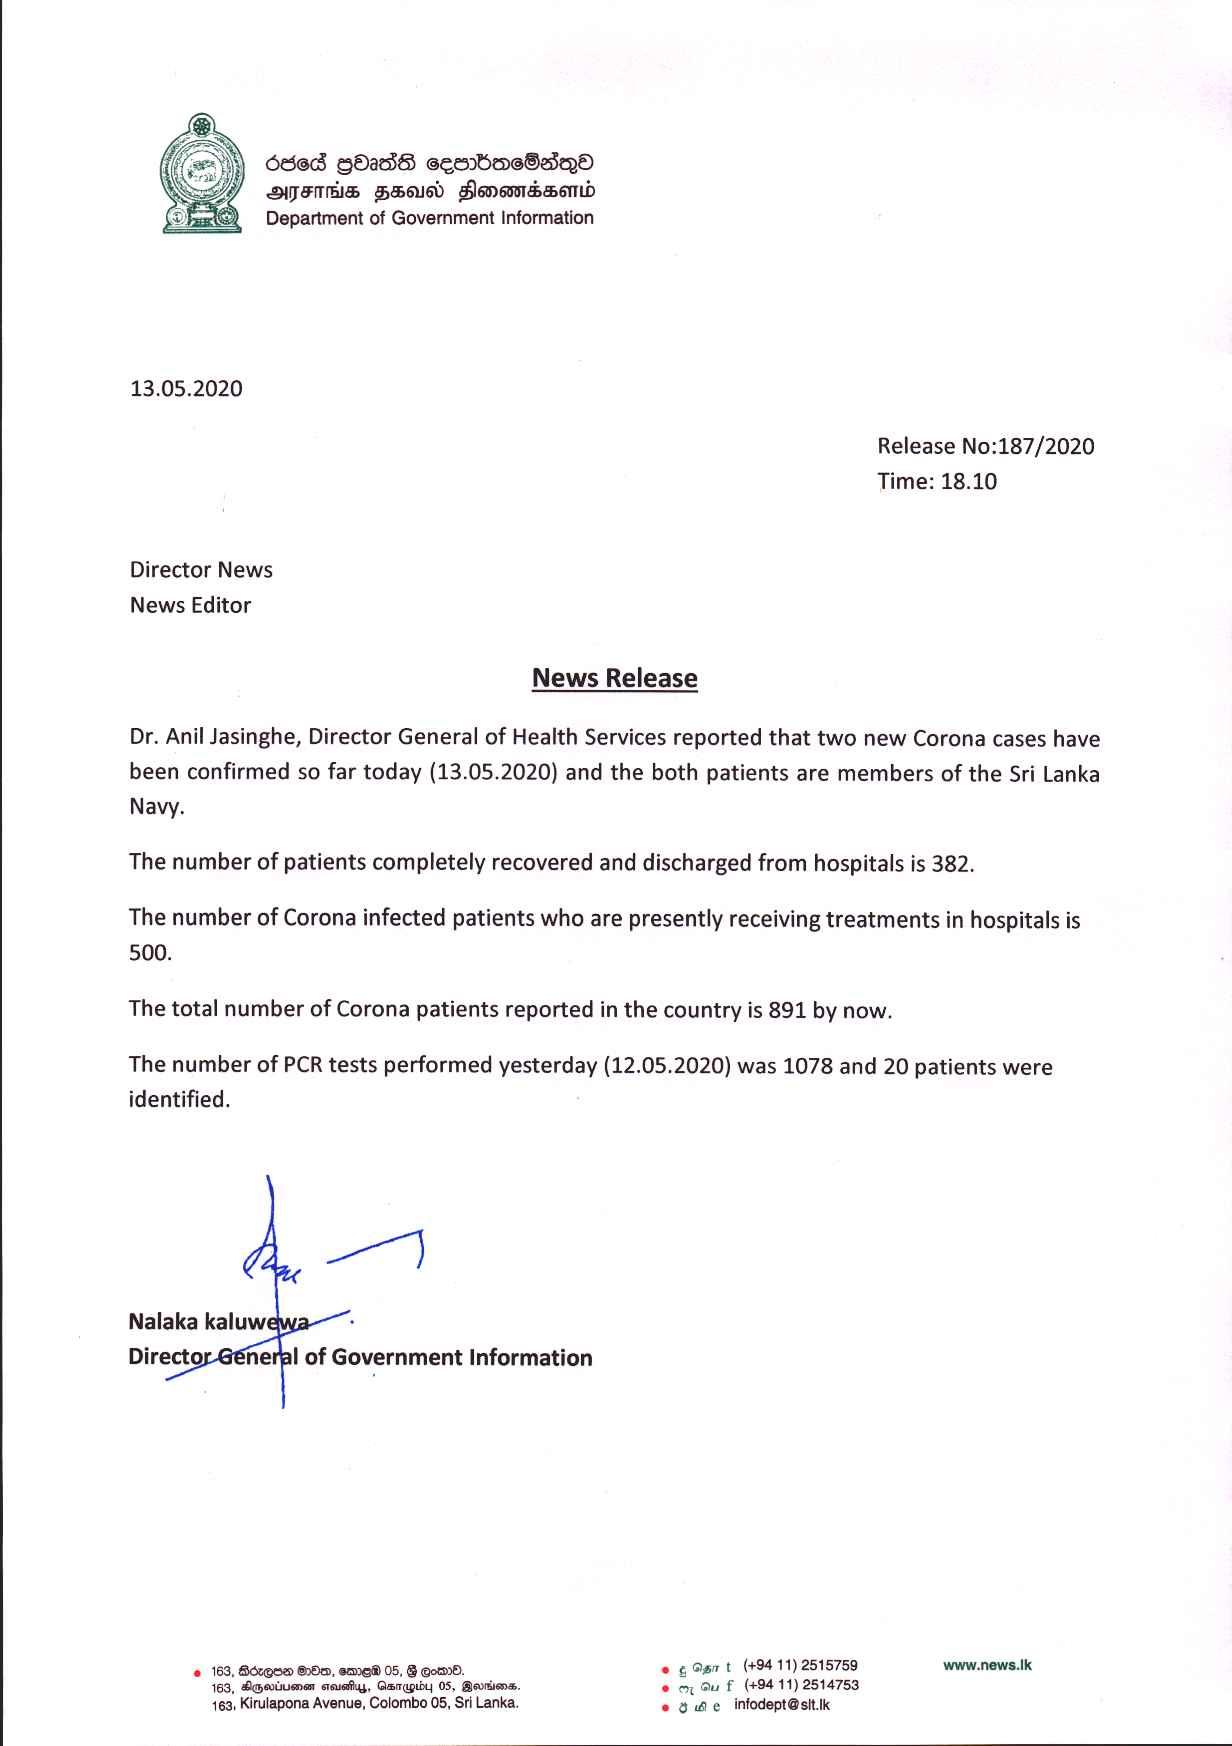 රජයේ ප්‍රවෘත්ති දෙපාර්තමේන්තුව
அரசாங்க தகவல் திணைக்களம்
Department of Government Information
13.05.2020
Release No:187/2020
Time: 18.10
Director News
News Editor
News Release
Dr. Anil Jasinghe, Director General of Health Services reported that two new Corona cases have
been confirmed so far today (13.05.2020) and the both patients are members of the Sri Lanka
Navy.
The number of patients completely recovered and discharged from hospitals is 382.
The number of Corona infected patients who are presently receiving treatments in hospitals is
500.
The total number of Corona patients reported in the country is 891 by now.
The number of PCR tests performed yesterday (12.05.2020) was 1078 and 20 patients were
identified.
Nalaka kaluwewa
Director General of Government Information
163, කිරුලපන මාවත, කොළඹ 05, ශ්‍රී ලංකාව.
163, கிருலப்பனை எவனியூ, கொழும்பு 05, இலங்கை.
163, Kirulapona Avenue, Colombo 05, Sri Lanka.
දු தொ t (+94 11) 2515759
ෆැ பெ f (+94 11) 2514753
ඊ மி e infodept@slt.lk
www.news.lk